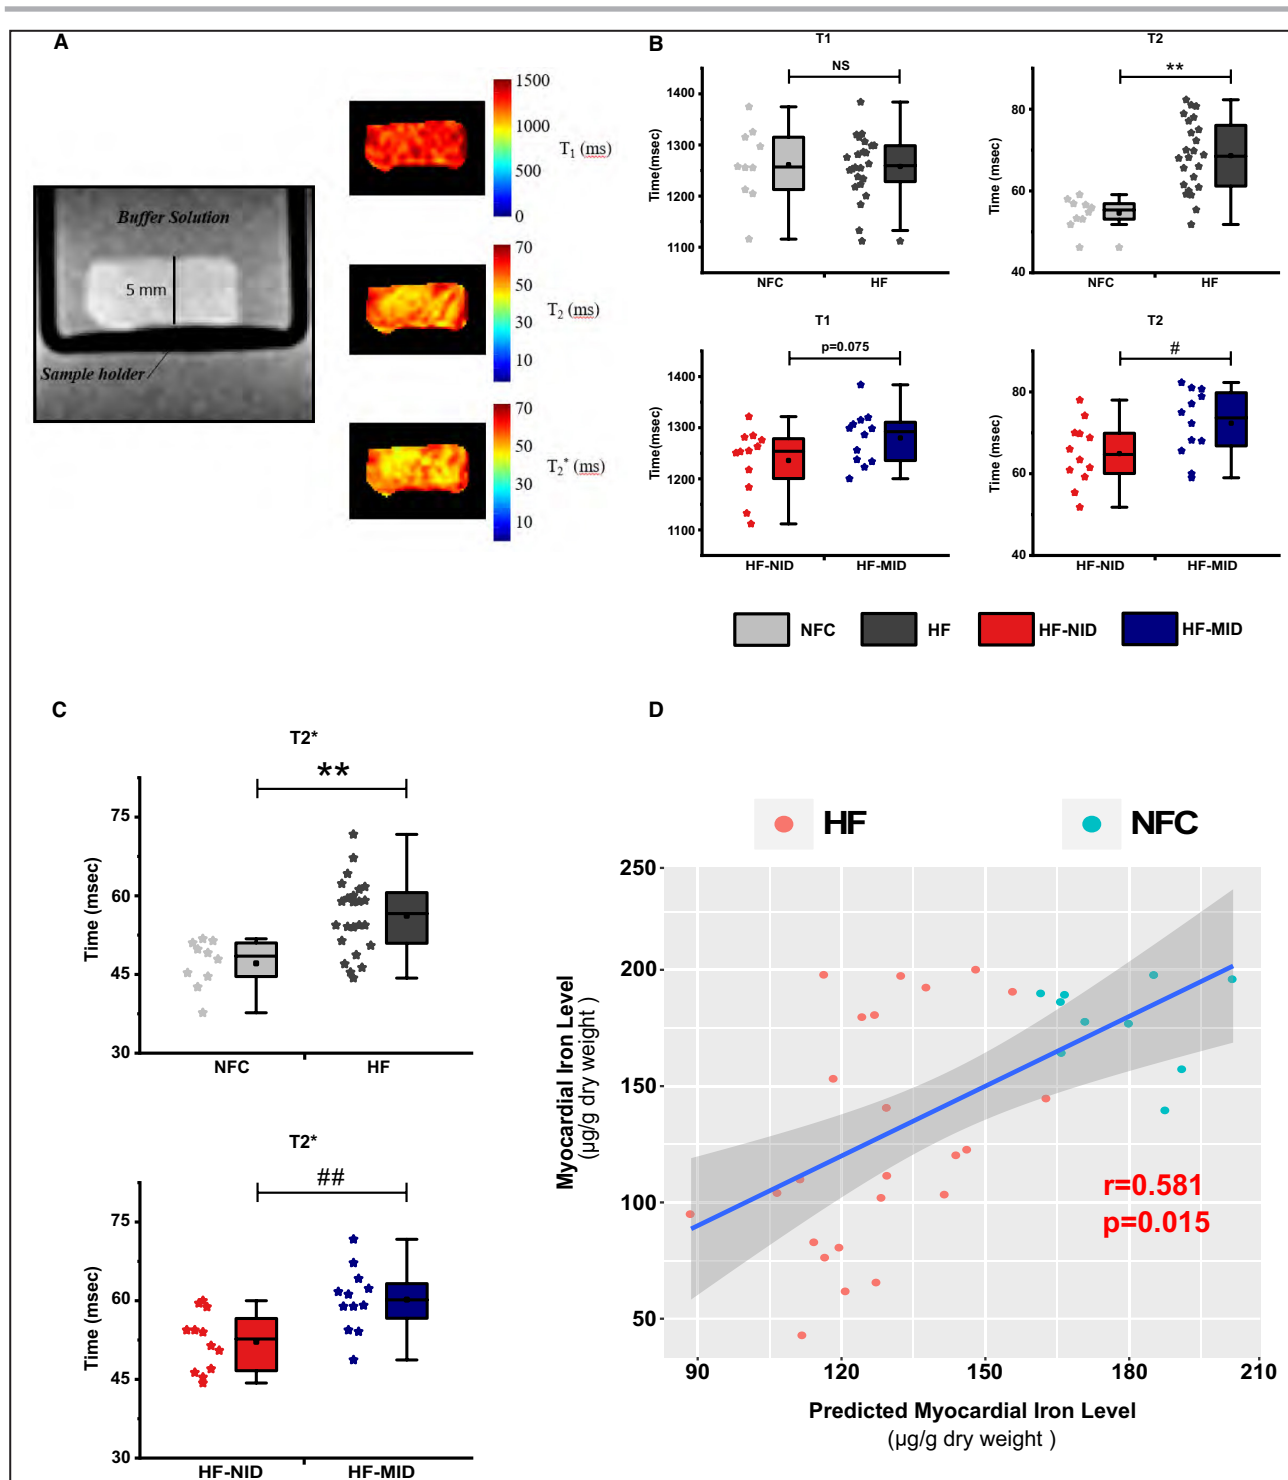 A
Buffer Solution
5 mm
Sample holder
1500
1000
500
0
T1 (ms)
70
50
30
10
T2 (ms)
70
50
30
10
T2* (ms)
B
T1
NS
1400
1300
1200
1100
Time(msec)
NFC
HF
T2
**
80
60
40
Time (msec)
NFC
HF
T1
p=0.075
1400
1300
1200
1100
Time(msec)
HF-NID
HF-MID
T2
#
80
60
40
Time (msec)
HF-NID
HF-MID
NFC
HF
HF-NID
HF-MID
C
T2*
**
75
60
45
30
Time (msec)
NFC
HF
T2*
##
75
60
45
30
Time (msec)
HF-NID
HF-MID
D
HF
NFC
250
200
150
100
50
Myocardial Iron Level
(µg/g dry weight )
r=0.581
p=0.015
90
120
150
180
210
Predicted Myocardial Iron Level
(µg/g dry weight )